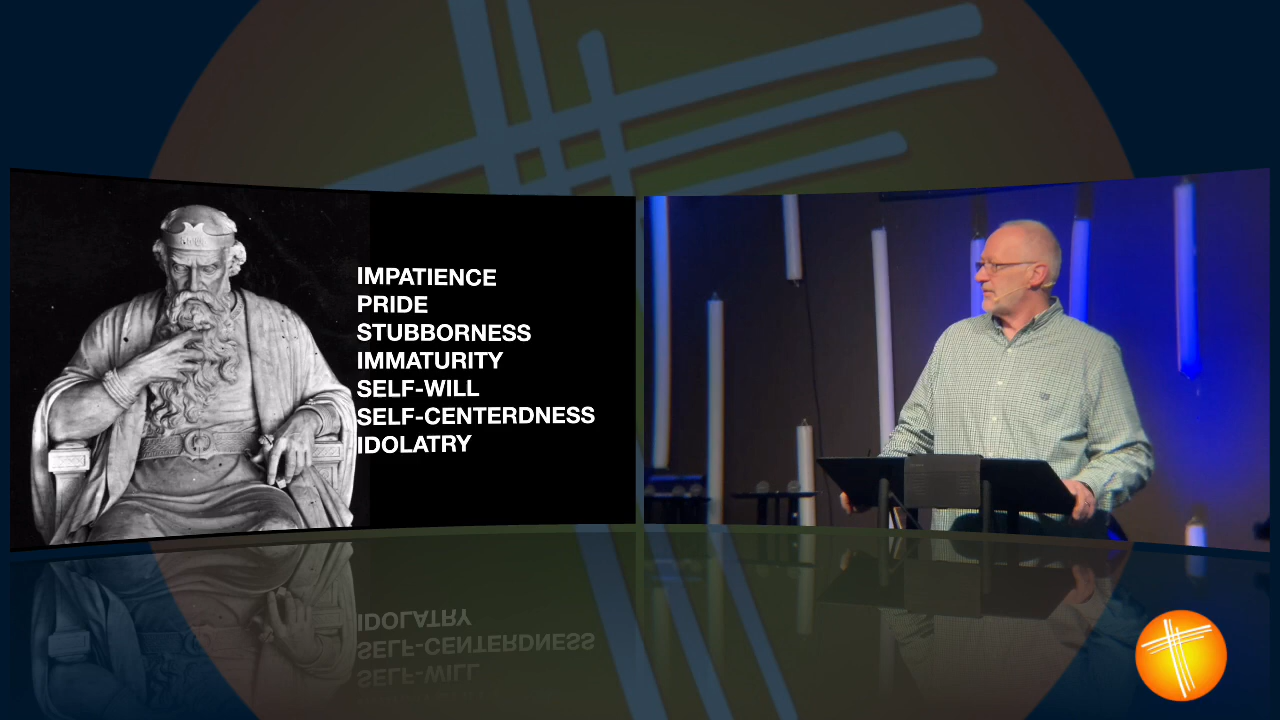 IMPATIENCE
PRIDE
STUBBORNESS
IMMATURITY
SELF-WILL
SELF-CENTERDNESS
IDOLATRY